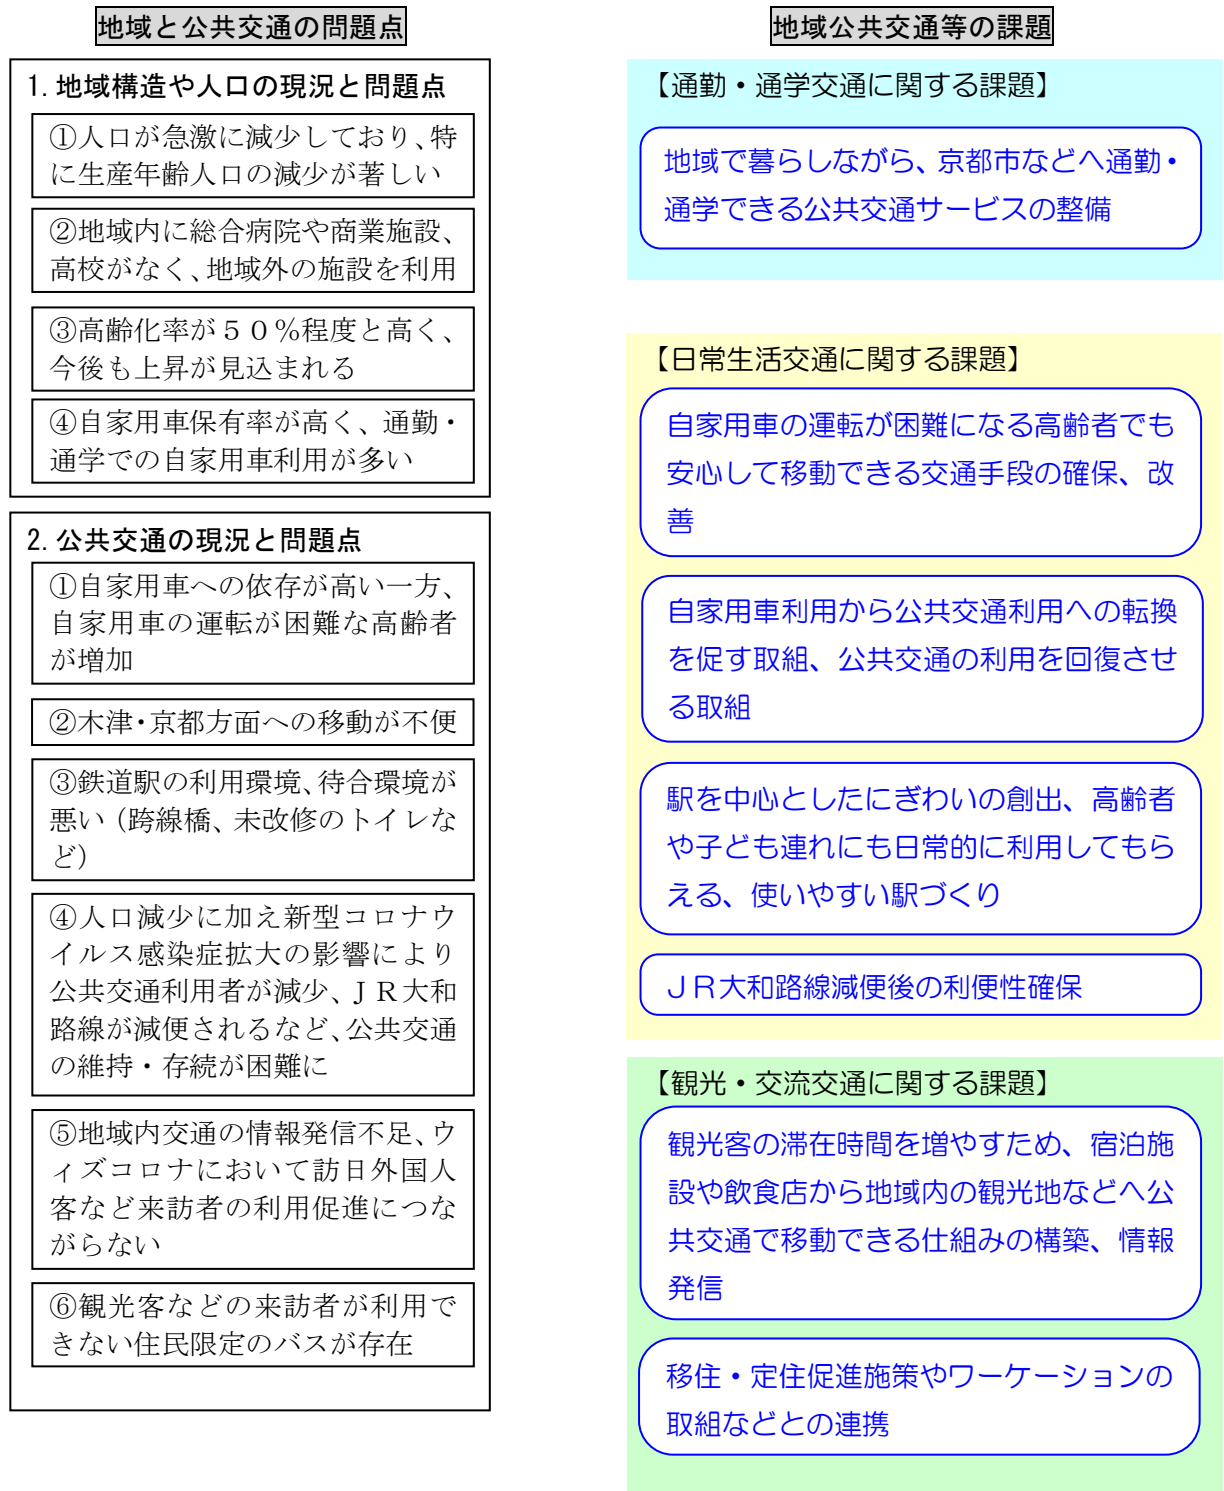 地域と公共交通の問題点
1. 地域構造や人口の現況と問題点
①人口が急激に減少しており、特
に生産年齢人口の減少が著しい
②地域内に総合病院や商業施設、
高校がなく、地域外の施設を利用
③高齢化率が５０％程度と高く、
今後も上昇が見込まれる
④自家用車保有率が高く、通勤・
通学での自家用車利用が多い
2. 公共交通の現況と問題点
①自家用車への依存が高い一方、
自家用車の運転が困難な高齢者
が増加
②木津・京都方面への移動が不便
③鉄道駅の利用環境、待合環境が
悪い（跨線橋、未改修のトイレな
ど）
④人口減少に加え新型コロナウ
イルス感染症拡大の影響により
公共交通利用者が減少、ＪＲ大和
路線が減便されるなど、公共交通
の維持・存続が困難に
⑤地域内交通の情報発信不足、ウ
ィズコロナにおいて訪日外国人
客など来訪者の利用促進につな
がらない
⑥観光客などの来訪者が利用で
きない住民限定のバスが存在
地域公共交通等の課題
【通勤・通学交通に関する課題】
地域で暮らしながら、京都市などへ通勤・
通学できる公共交通サービスの整備
【日常生活交通に関する課題】
自家用車の運転が困難になる高齢者でも
安心して移動できる交通手段の確保、改
善
自家用車利用から公共交通利用への転換
を促す取組、公共交通の利用を回復させ
る取組
駅を中心としたにぎわいの創出、高齢者
や子ども連れにも日常的に利用してもら
える、使いやすい駅づくり
ＪＲ大和路線減便後の利便性確保
【観光・交流交通に関する課題】
観光客の滞在時間を増やすため、宿泊施
設や飲食店から地域内の観光地などへ公
共交通で移動できる仕組みの構築、情報
発信
移住・定住促進施策やワーケーションの
取組などとの連携